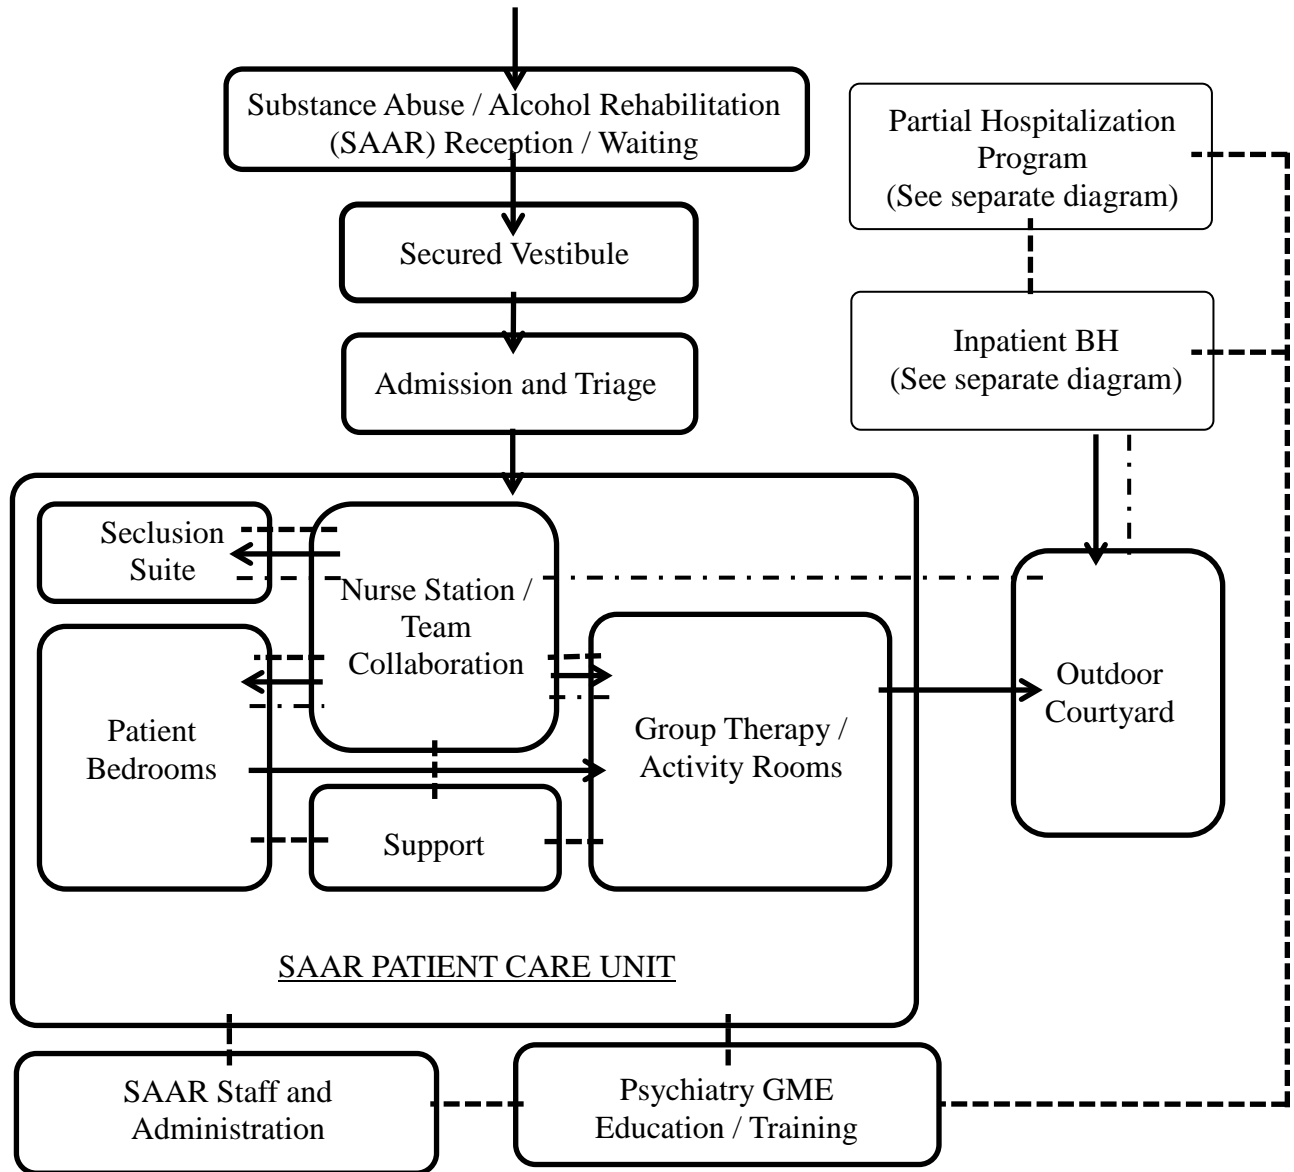 Substance Abuse / Alcohol Rehabilitation
(SAAR) Reception / Waiting
Partial Hospitalization
Program
(See separate diagram)
Secured Vestibule
Inpatient BH
(See separate diagram)
Admission and Triage
Seclusion
Suite
Nurse Station /
Team
Collaboration
Patient
Bedrooms
Group Therapy /
Activity Rooms
Outdoor
Courtyard
Support
SAAR PATIENT CARE UNIT
SAAR Staff and
Administration
Psychiatry GME
Education / Training